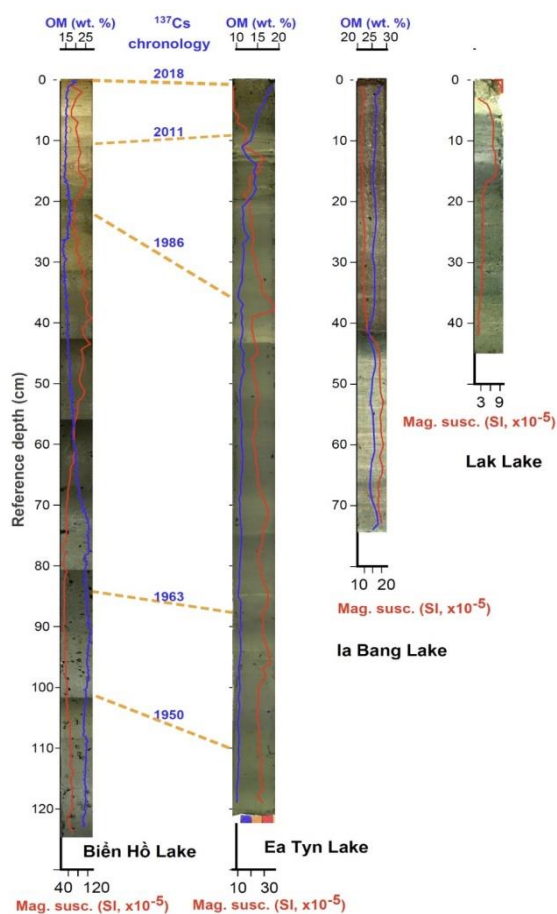 OM (wt. %)
15 25
¹³⁷Cs
chronology
OM (wt. %)
10 15 20
OM (wt. %)
20 25 30
2018
2011
1986
1963
1950
Reference depth (cm)
0
10
20
30
40
50
60
70
80
90
100
110
120
0
10
20
30
40
50
60
70
0
10
20
30
40
3 9
Mag. susc. (SI, x10⁻⁵)
Lak Lake
10 20
Mag. susc. (SI, x10⁻⁵)
Ia Bang Lake
Biển Hồ Lake
40 120
Mag. susc. (SI, x10⁻⁵)
Ea Tyn Lake
10 30
Mag. susc. (SI, x10⁻⁵)